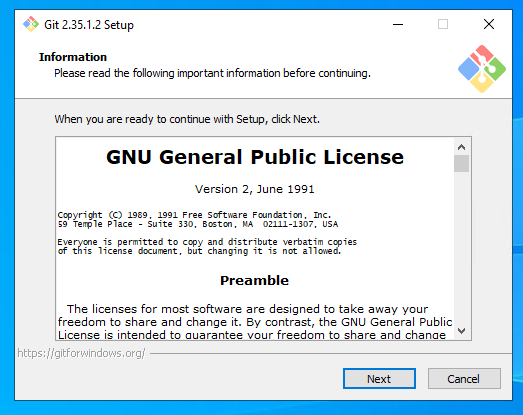 Git 2.35.1.2 Setup
Information
Please read the following important information before continuing.
When you are ready to continue with Setup, click Next.
GNU General Public License
Version 2, June 1991
Copyright (C) 1989, 1991 Free Software Foundation, Inc.
59 Temple Place - Suite 330, Boston, MA  02111-1307, USA
Everyone is permitted to copy and distribute verbatim copies
of this license document, but changing it is not allowed.
Preamble
The licenses for most software are designed to take away your
freedom to share and change it. By contrast, the GNU General Public
License is intended to guarantee your freedom to share and change
https://gitforwindows.org/
Next
Cancel